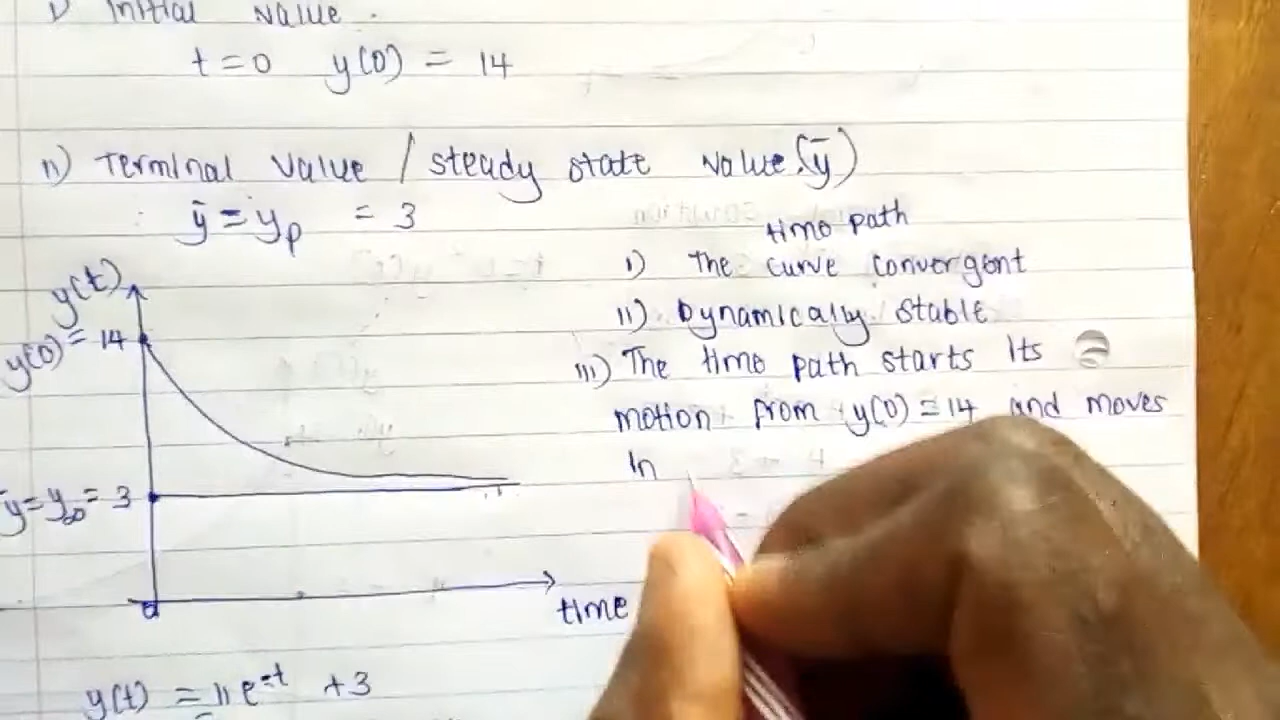 i) Initial value.
t=0 y(0) = 14
ii) Terminal value / steady state value (ȳ)
ȳ = yp = 3
time path
i) The curve convergent
ii) Dynamically stable
iii) The time path starts its
motion from y(0) = 14 and moves
in
y(t)
y(0) = 14
ȳ = y∞ = 3
time
y(t) = 11e^-t + 3